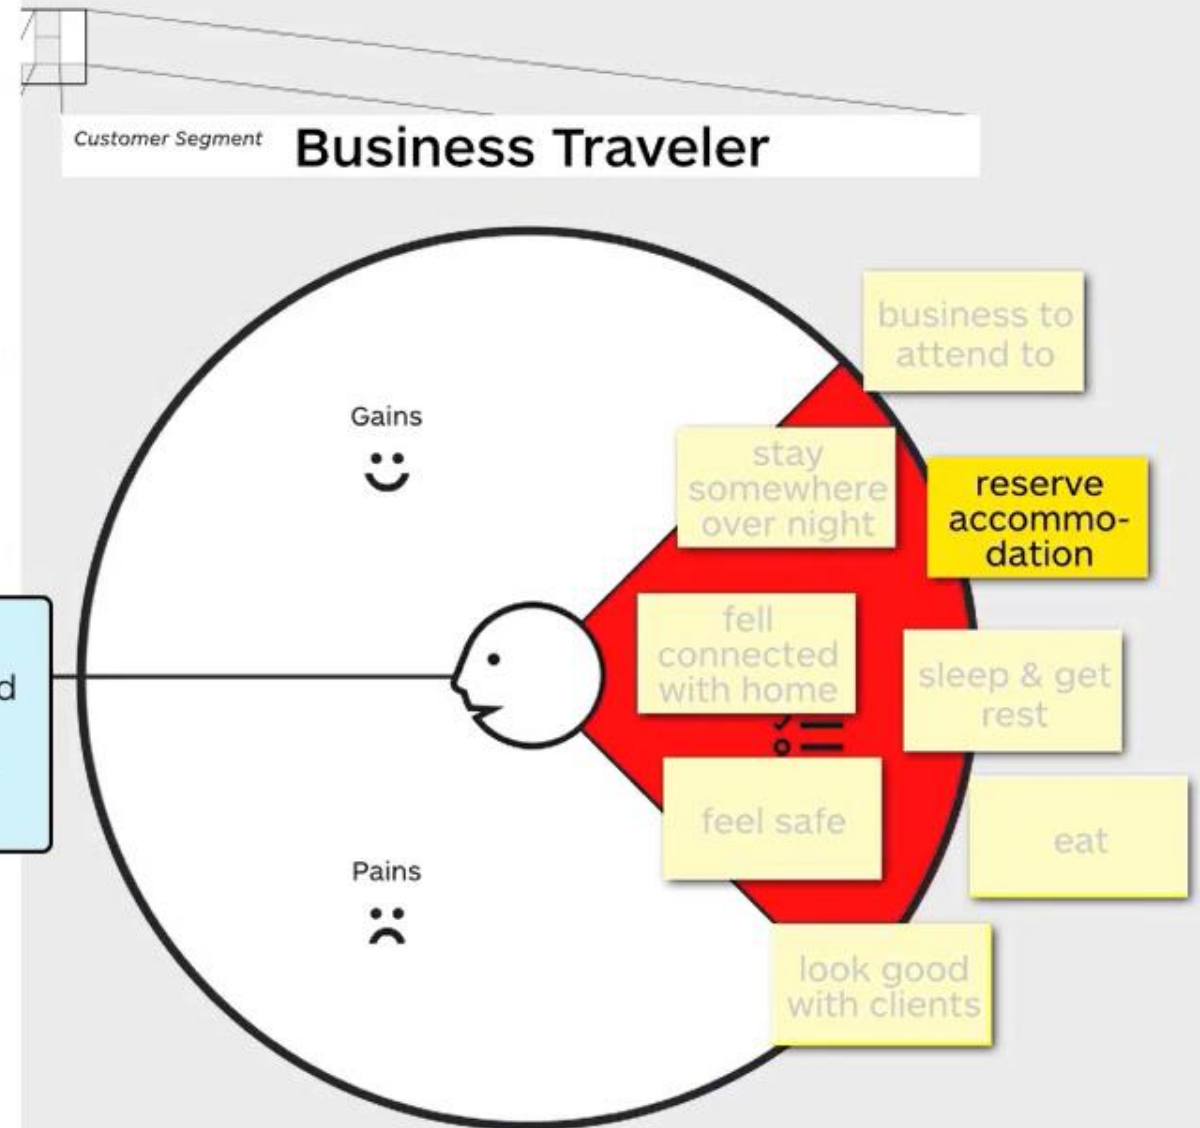 Customer Segment
Business Traveler
business to
attend to
Gains
stay
somewhere
over night
reserve
accommo-
dation
fell
connected
with home
sleep & get
rest
d
feel safe
eat
Pains
look good
with clients